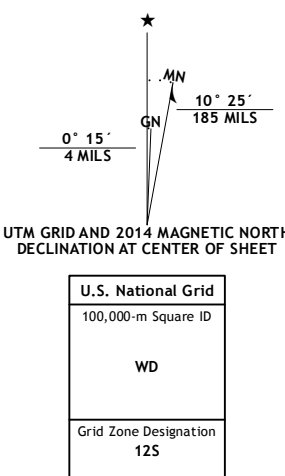 ★
MN
GN
10° 25´
185 MILS
0° 15´
4 MILS
UTM GRID AND 2014 MAGNETIC NORTH
DECLINATION AT CENTER OF SHEET
U.S. National Grid
100,000-m Square ID
WD
Grid Zone Designation
12S